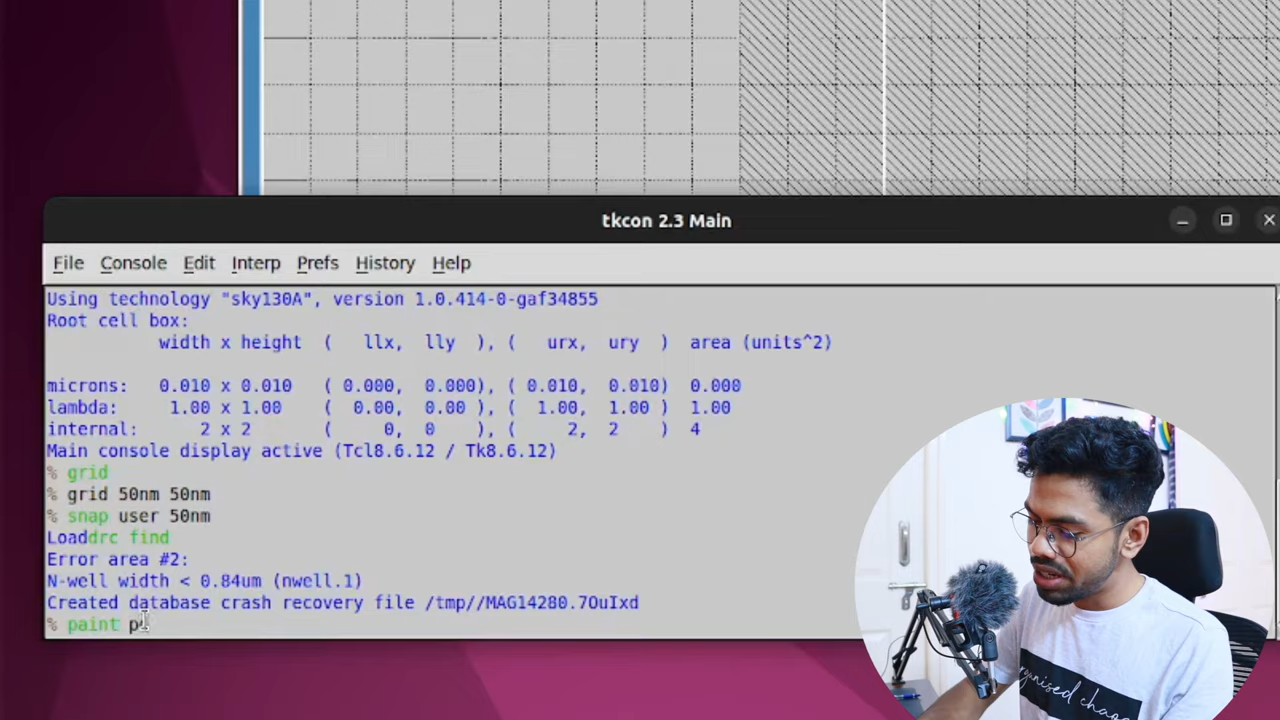 tkcon 2.3 Main
File Console Edit Interp Prefs History Help
Using technology "sky130A", version 1.0.414-0-gaf34855
Root cell box:
width x height ( llx, lly ), ( urx, ury ) area (units^2)
microns: 0.010 x 0.010 ( 0.000, 0.000), ( 0.010, 0.010) 0.000
lambda: 1.00 x 1.00 ( 0.00, 0.00 ), ( 1.00, 1.00 ) 1.00
internal: 2 x 2 ( 0, 0 ), ( 2, 2 ) 4
Main console display active (Tcl8.6.12 / Tk8.6.12)
% grid
% grid 50nm 50nm
% snap user 50nm
Loaddrc find
Error area #2:
N-well width < 0.84um (nwell.1)
Created database crash recovery file /tmp//MAG14280.7OuIxd
% paint p
organised chaos